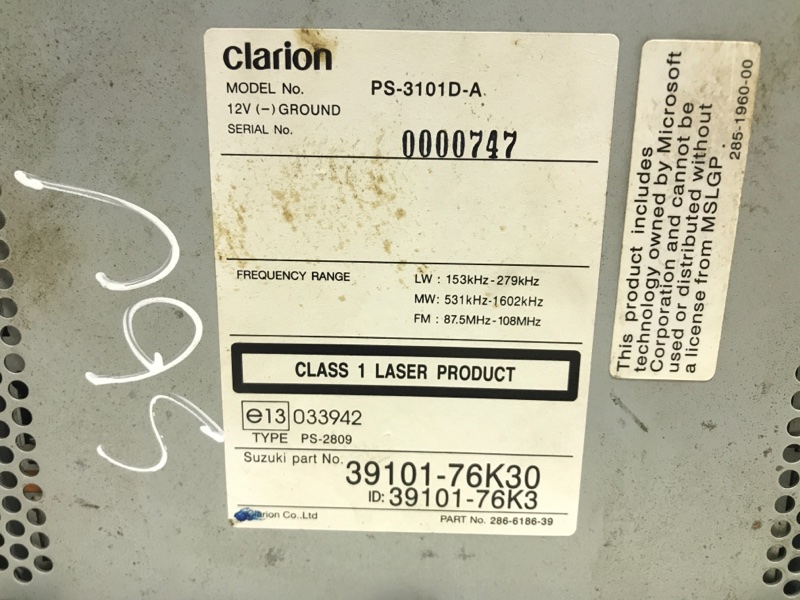 clarion
MODEL No. PS-3101D-A
12V (–) GROUND
SERIAL No. 0000747
FREQUENCY RANGE LW : 153kHz-279kHz
MW: 531kHz-1602kHz
FM : 87.5MHz-108MHz
CLASS 1 LASER PRODUCT
e13 033942
TYPE PS-2809
Suzuki part No. 39101-76K30
ID: 39101-76K3
Clarion Co.,Ltd PART No. 286-6186-39
This product includes
technology owned by Microsoft
Corporation and cannot be
used or distributed without
a license from MSLGP.
285-1960-00